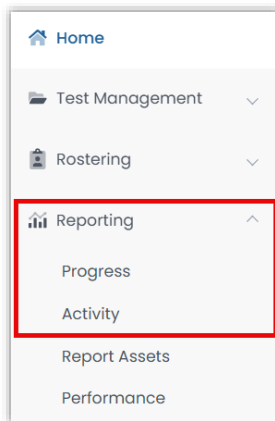 Home
Test Management
Rostering
Reporting
Progress
Activity
Report Assets
Performance